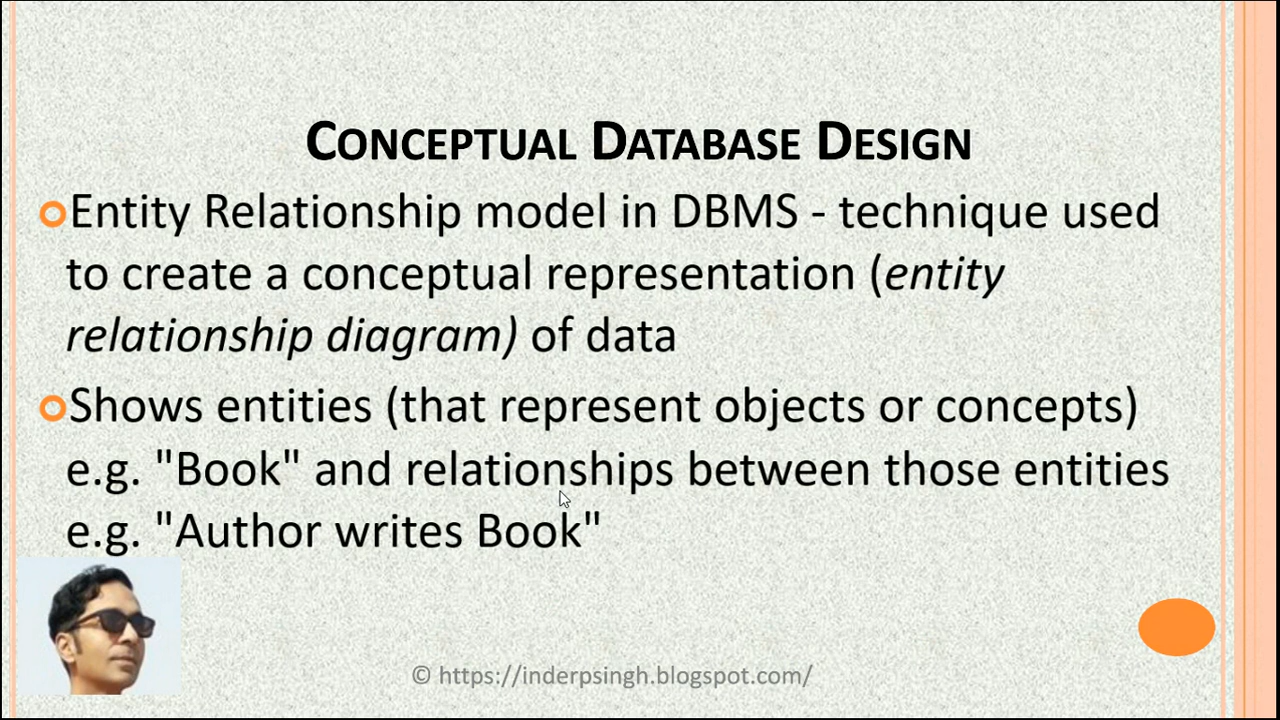 CONCEPTUAL DATABASE DESIGN
Entity Relationship model in DBMS - technique used
to create a conceptual representation (entity
relationship diagram) of data
Shows entities (that represent objects or concepts)
e.g. "Book" and relationships between those entities
e.g. "Author writes Book"
© https://inderpsingh.blogspot.com/